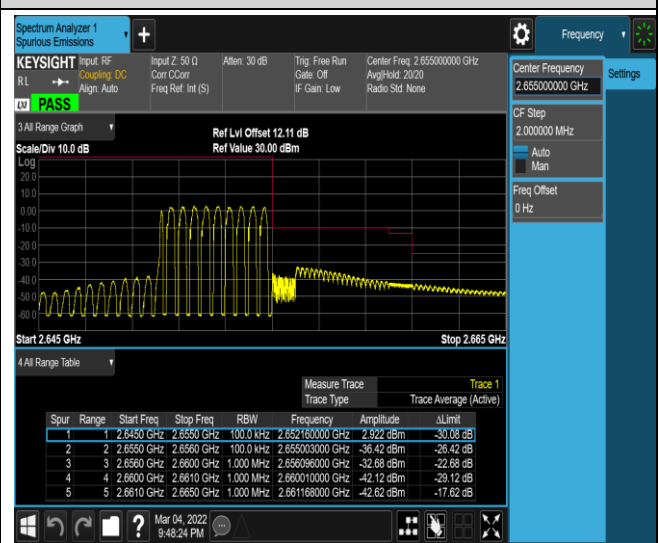 Spectrum Analyzer 1
Spurious Emissions
Frequency
KEYSIGHT Input: RF Input Z: 50 Ω Atten: 30 dB Trig: Free Run Center Freq: 2.655000000 GHz
RL Coupling: DC Corr CCorr Gate: Off Avg|Hold: 20/20
Align: Auto Freq Ref: Int (S) IF Gain: Low Radio Std: None
LXI PASS
Center Frequency
2.655000000 GHz
Settings
CF Step
2.000000 MHz
Auto
Man
Freq Offset
0 Hz
3 All Range Graph
Ref Lvl Offset 12.11 dB
Scale/Div 10.0 dB Ref Value 30.00 dBm
Log
20.0
10.0
0.00
-10.0
-20.0
-30.0
-40.0
-50.0
-60.0
Start 2.645 GHz Stop 2.665 GHz
4 All Range Table
Measure Trace Trace 1
Trace Type Trace Average (Active)
Spur Range Start Freq Stop Freq RBW Frequency Amplitude ΔLimit
1 1 2.6450 GHz 2.6550 GHz 100.0 kHz 2.652160000 GHz 2.922 dBm -30.08 dB
2 2 2.6550 GHz 2.6560 GHz 100.0 kHz 2.655003000 GHz -36.42 dBm -26.42 dB
3 3 2.6560 GHz 2.6600 GHz 1.000 MHz 2.656096000 GHz -32.68 dBm -22.68 dB
4 4 2.6600 GHz 2.6610 GHz 1.000 MHz 2.660010000 GHz -42.12 dBm -29.12 dB
5 5 2.6610 GHz 2.6650 GHz 1.000 MHz 2.661168000 GHz -42.62 dBm -17.62 dB
Mar 04, 2022
9:48:24 PM